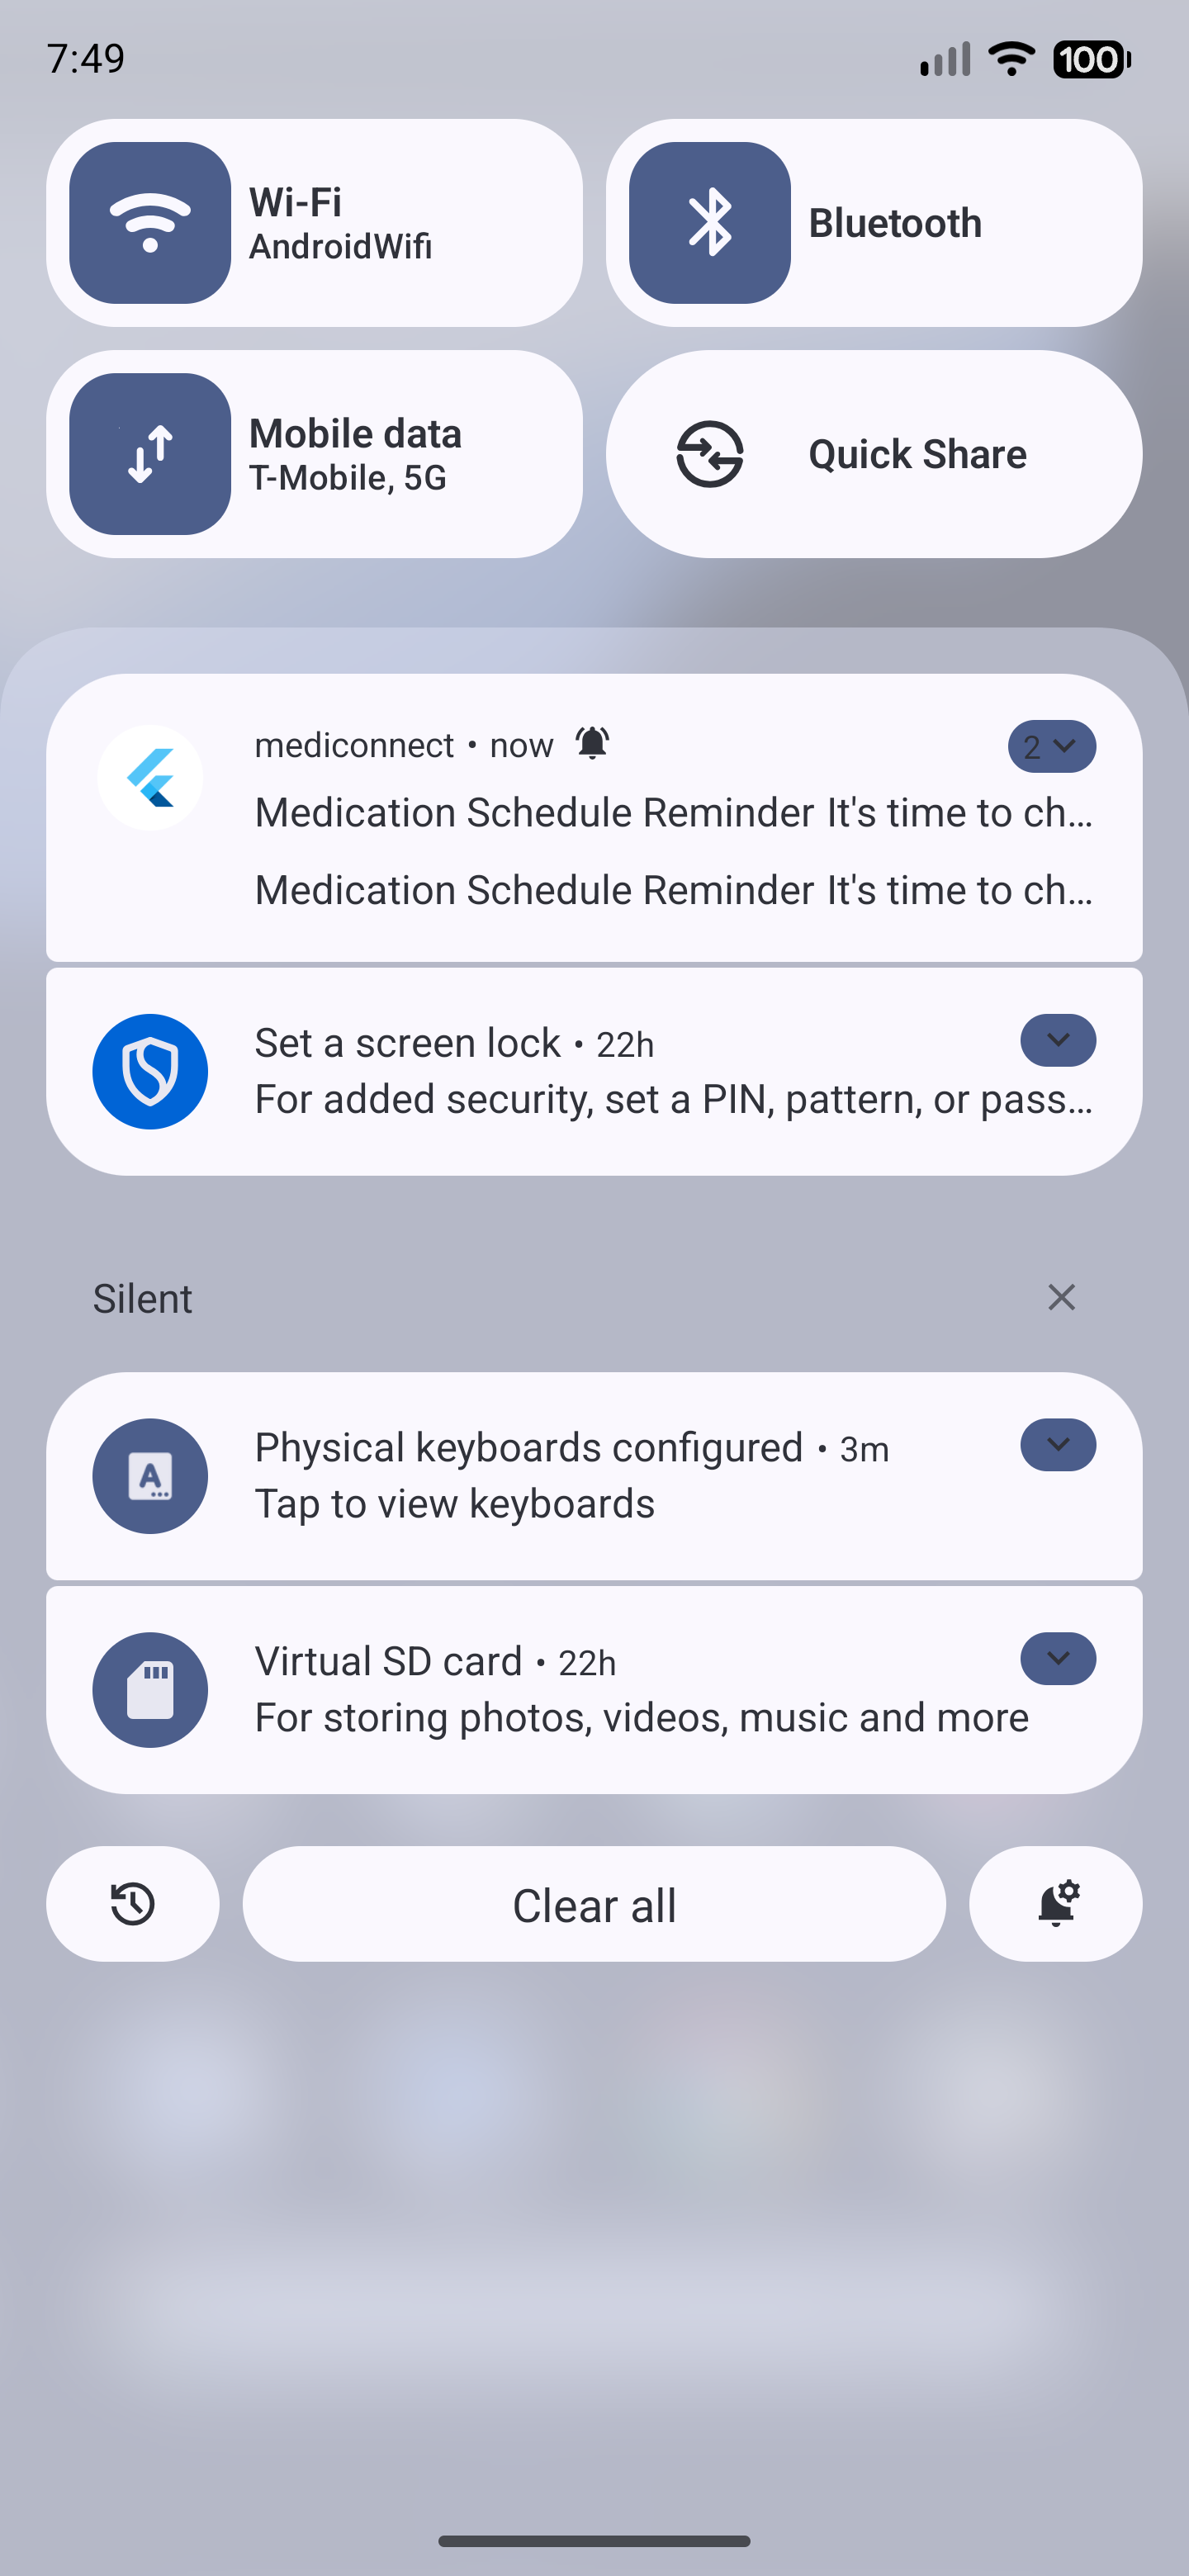 7:49
100
Wi-Fi
AndroidWifi
Bluetooth
Mobile data
T-Mobile, 5G
Quick Share
mediconnect • now
2
Medication Schedule Reminder It's time to ch...
Medication Schedule Reminder It's time to ch...
Set a screen lock • 22h
For added security, set a PIN, pattern, or pass...
Silent
A
Physical keyboards configured • 3m
Tap to view keyboards
Virtual SD card • 22h
For storing photos, videos, music and more
Clear all